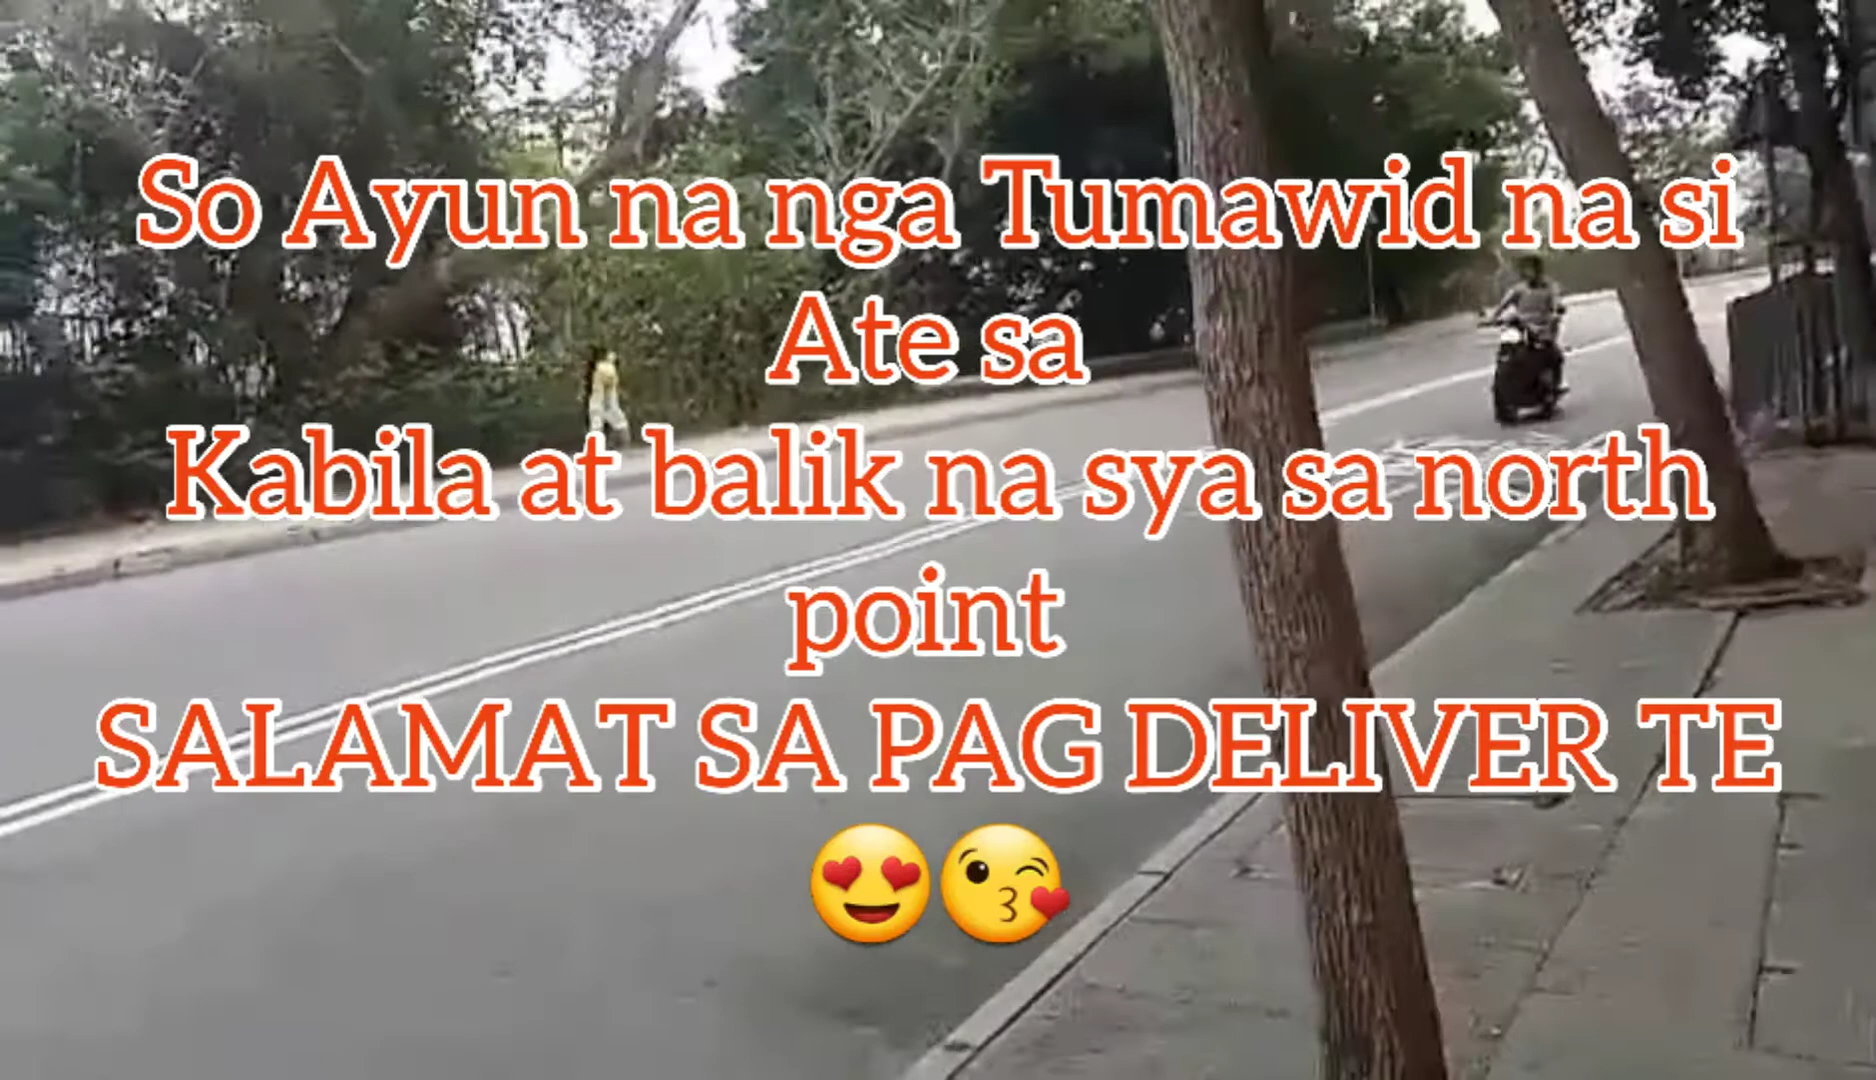 So Ayun na nga Tumawid na si
Ate sa
Kabila at balik na sya sa north
point
SALAMAT SA PAG DELIVER TE
😍😘